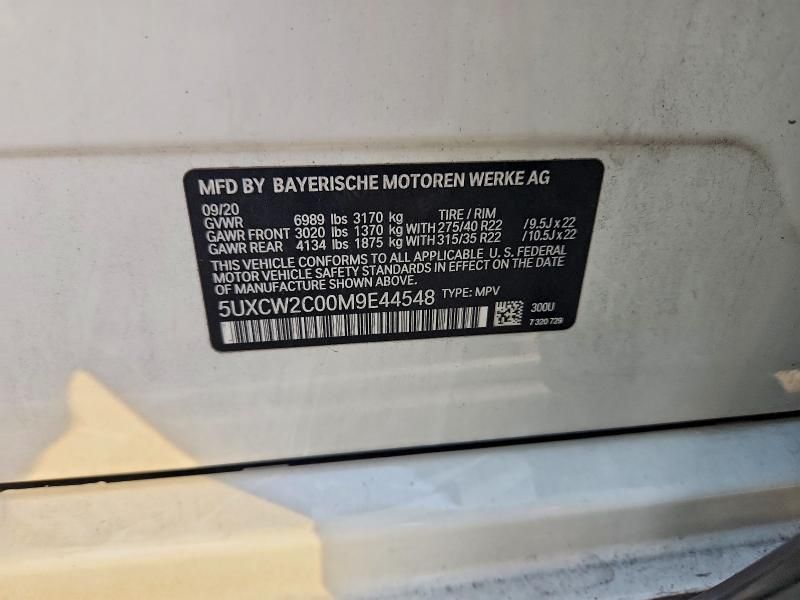 MFD BY BAYERISCHE MOTOREN WERKE AG
09/20 TIRE / RIM
GVWR 6989 lbs 3170 kg
GAWR FRONT 3020 lbs 1370 kg WITH 275/40 R22 /9.5J x 22
GAWR REAR 4134 lbs 1875 kg WITH 315/35 R22 /10.5J x 22
THIS VEHICLE CONFORMS TO ALL APPLICABLE U.S. FEDERAL
MOTOR VEHICLE SAFETY STANDARDS IN EFFECT ON THE DATE
OF MANUFACTURE SHOWN ABOVE.
5UXCW2C00M9E44548 TYPE: MPV
300U
7 320 729